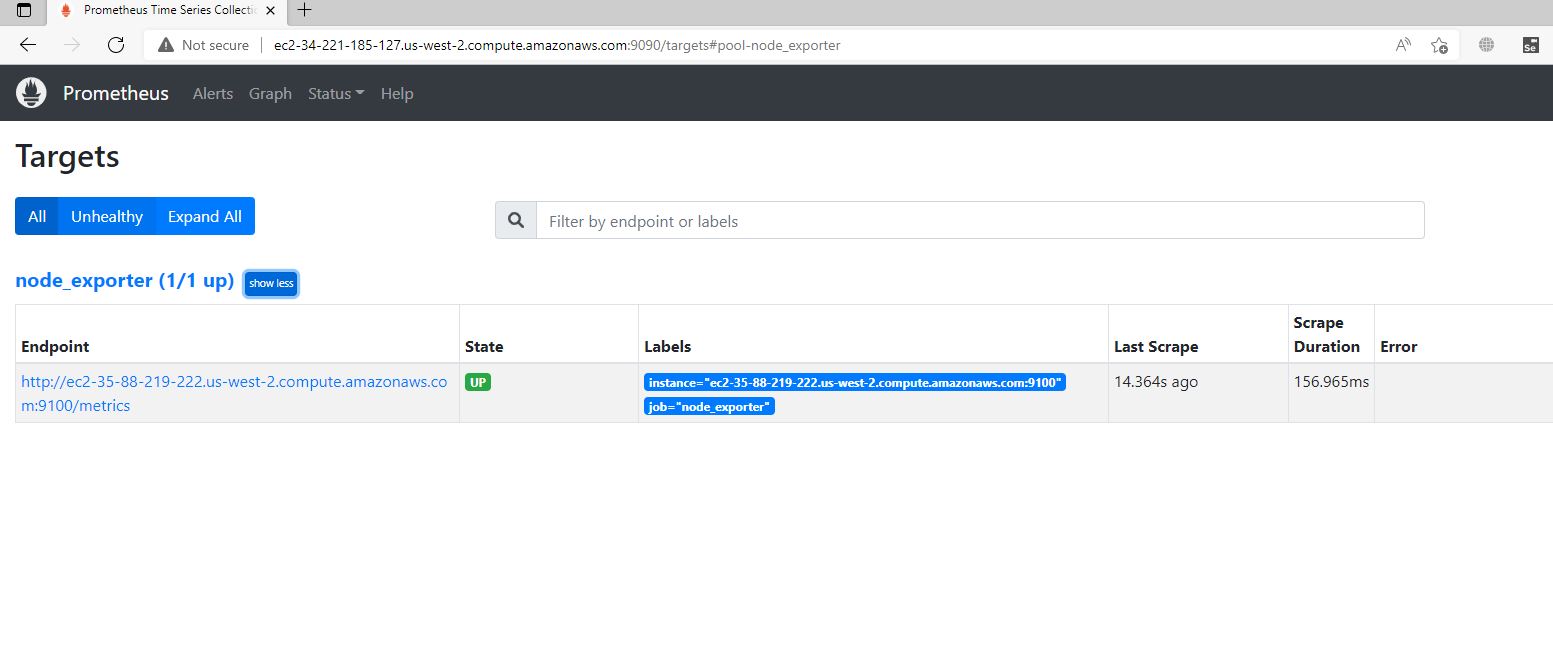 Prometheus Time Series Collecti
Not secure ec2-34-221-185-127.us-west-2.compute.amazonaws.com:9090/targets#pool-node_exporter
Prometheus Alerts Graph Status Help
Targets
All Unhealthy Expand All Filter by endpoint or labels
node_exporter (1/1 up) show less
Endpoint State Labels Last Scrape Scrape Duration Error
http://ec2-35-88-219-222.us-west-2.compute.amazonaws.co UP instance="ec2-35-88-219-222.us-west-2.compute.amazonaws.com:9100" 14.364s ago 156.965ms
m:9100/metrics job="node_exporter"